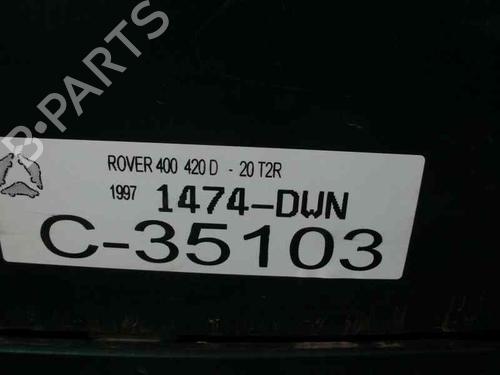 B-PARTS
ROVER 400 420 D - 20 T2R
1997 1474-DWN
C-35103